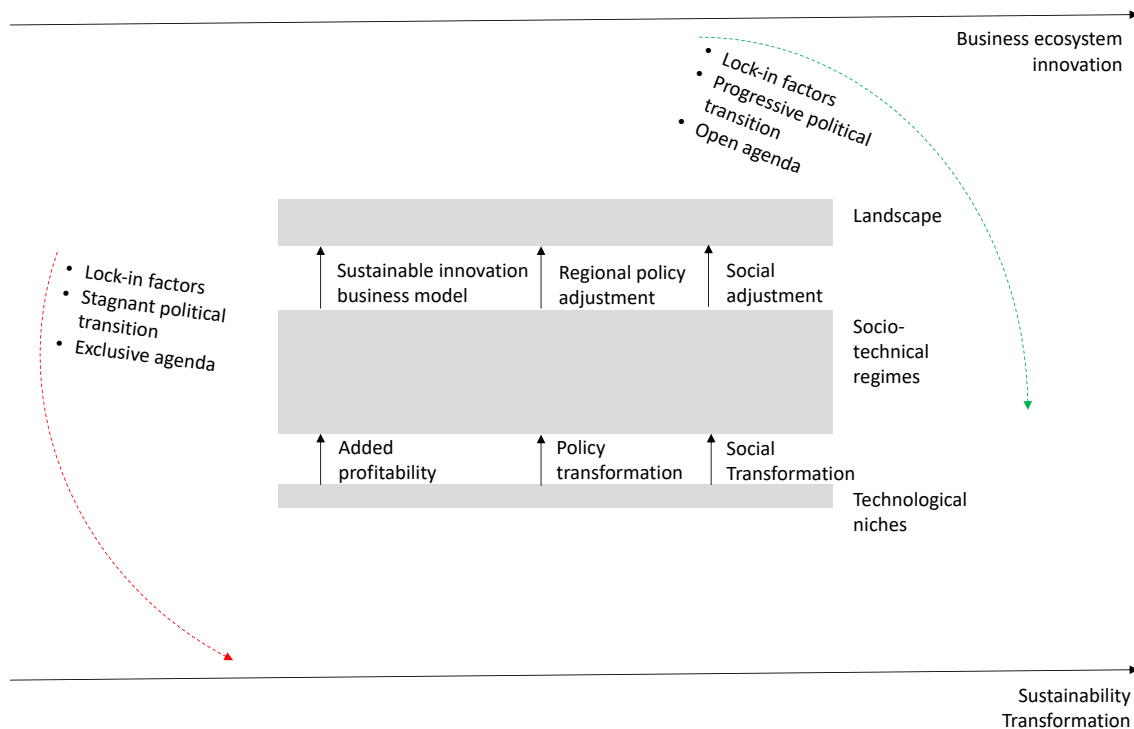 Business ecosystem
innovation
• Lock-in factors
• Progressive political
transition
• Open agenda
Landscape
• Lock-in factors
• Stagnant political
transition
• Exclusive agenda
Sustainable innovation
business model
Regional policy
adjustment
Social
adjustment
Socio-
technical
regimes
Added
profitability
Policy
transformation
Social
Transformation
Technological
niches
Sustainability
Transformation